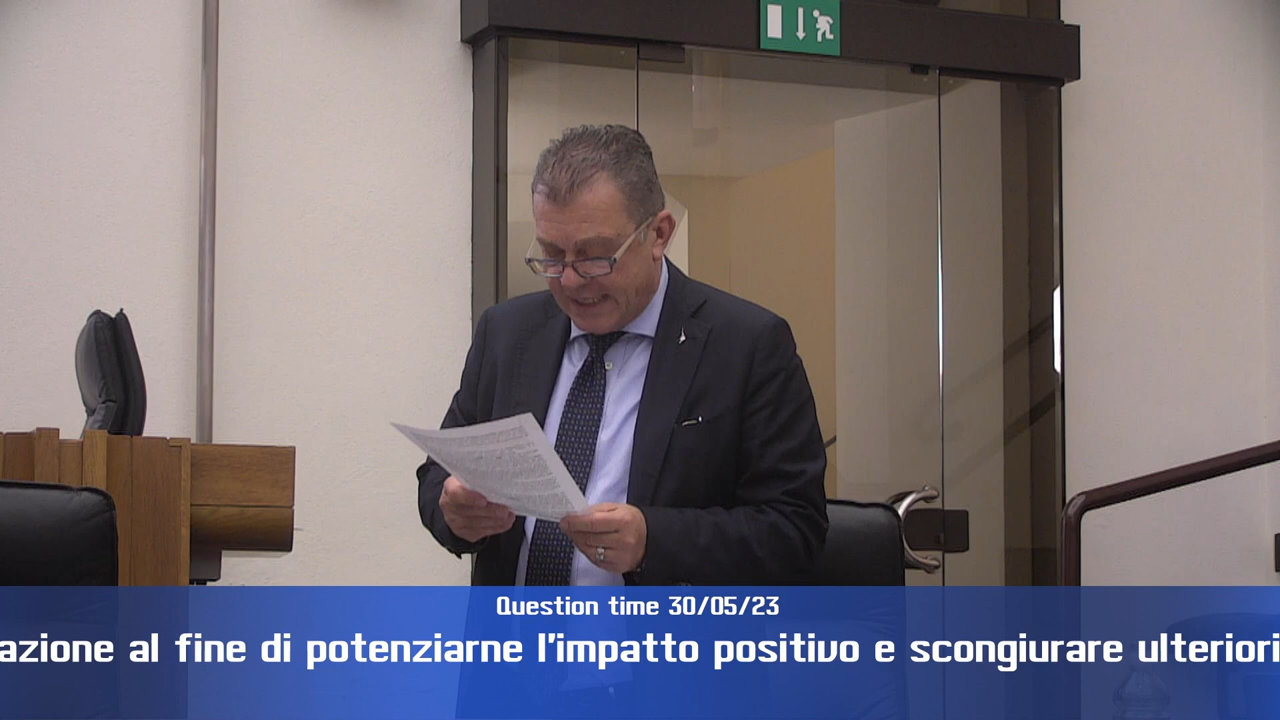 Question time 30/05/23
azione al fine di potenziarne l'impatto positivo e scongiurare ulteriori